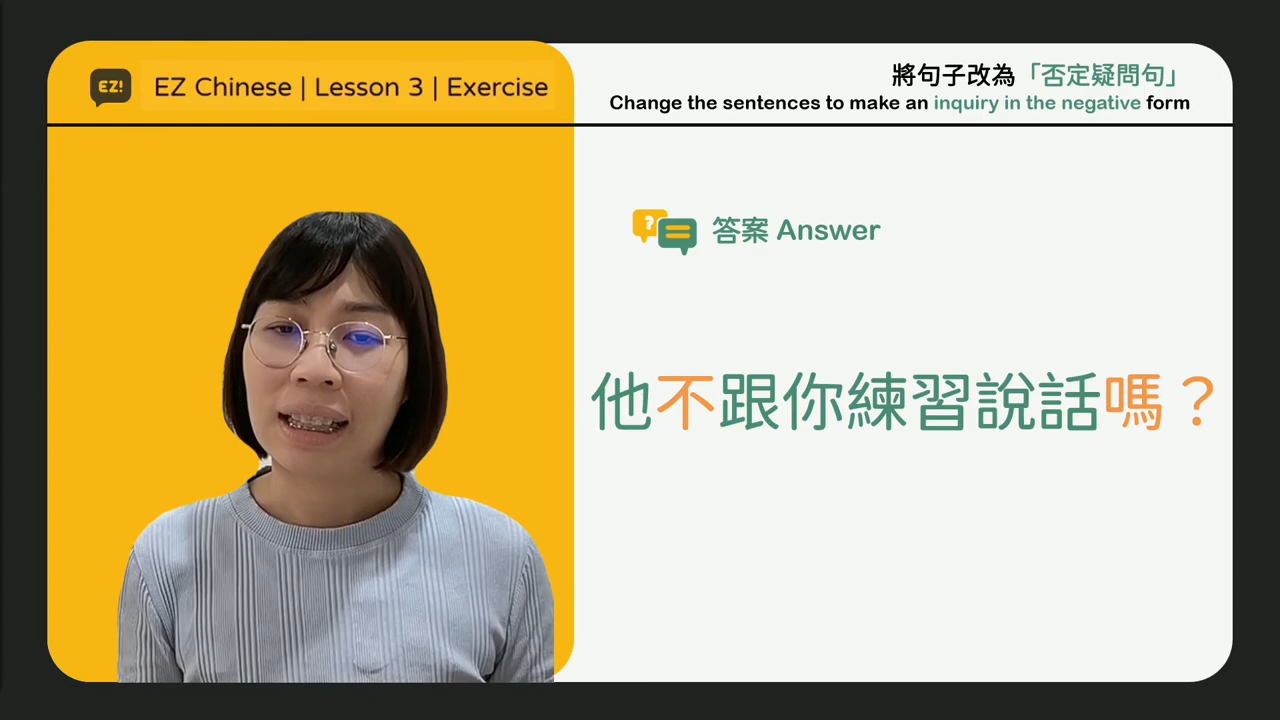 EZ!
EZ Chinese | Lesson 3 | Exercise
將句子改為「否定疑問句」
Change the sentences to make an inquiry in the negative form
?
答案 Answer
他不跟你練習說話嗎？